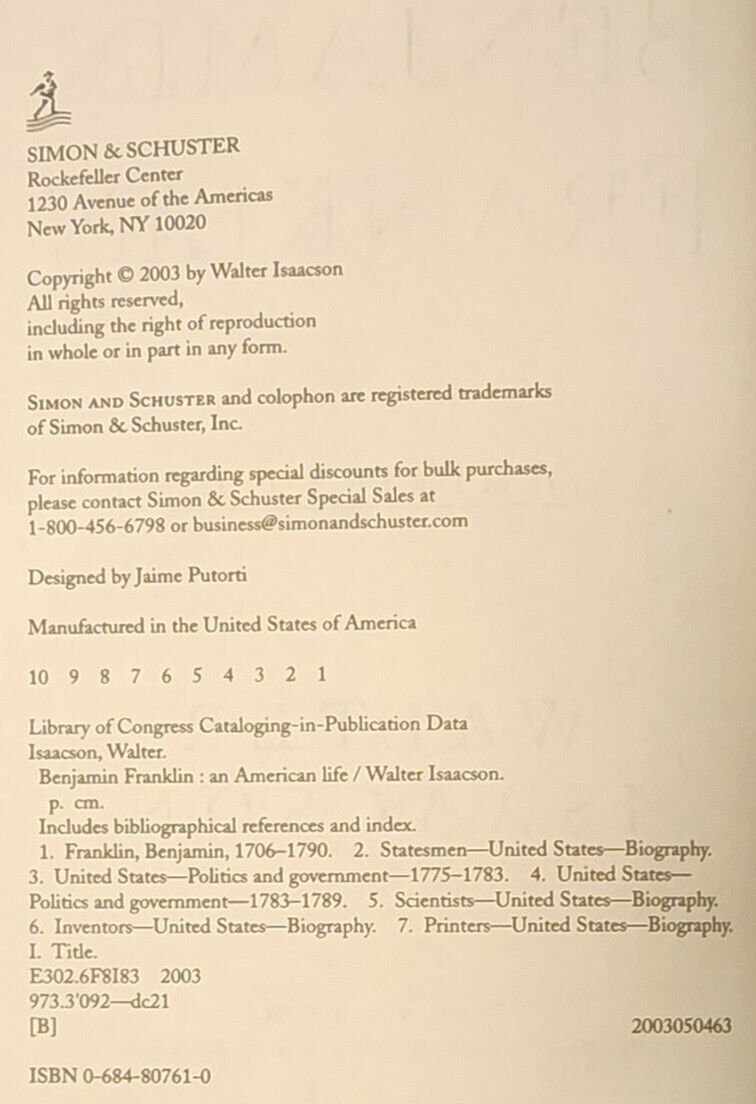 SIMON & SCHUSTER
Rockefeller Center
1230 Avenue of the Americas
New York, NY 10020
Copyright © 2003 by Walter Isaacson
All rights reserved,
including the right of reproduction
in whole or in part in any form.
SIMON AND SCHUSTER and colophon are registered trademarks
of Simon & Schuster, Inc.
For information regarding special discounts for bulk purchases,
please contact Simon & Schuster Special Sales at
1-800-456-6798 or business@simonandschuster.com
Designed by Jaime Putorti
Manufactured in the United States of America
10 9 8 7 6 5 4 3 2 1
Library of Congress Cataloging-in-Publication Data
Isaacson, Walter.
Benjamin Franklin : an American life / Walter Isaacson.
p. cm.
Includes bibliographical references and index.
1. Franklin, Benjamin, 1706–1790. 2. Statesmen—United States—Biography.
3. United States—Politics and government—1775–1783. 4. United States—
Politics and government—1783–1789. 5. Scientists—United States—Biography.
6. Inventors—United States—Biography. 7. Printers—United States—Biography.
I. Title.
E302.6F8I83 2003
973.3'092—dc21
[B] 2003050463
ISBN 0-684-80761-0